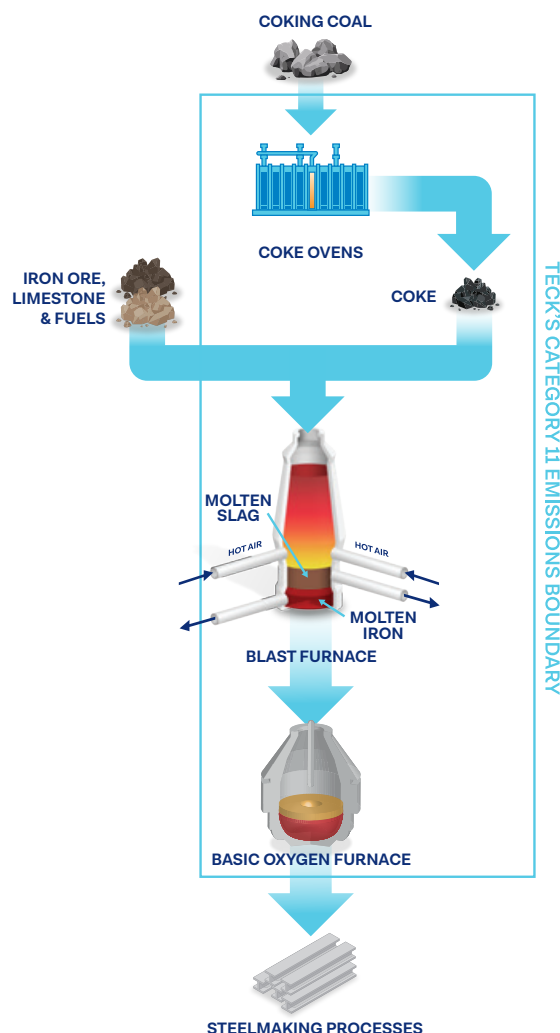 COKING COAL
COKE OVENS
IRON ORE,
LIMESTONE
& FUELS
COKE
TECK'S CATEGORY 11 EMISSIONS BOUNDARY
MOLTEN
SLAG
HOT AIR
HOT AIR
MOLTEN
IRON
BLAST FURNACE
BASIC OXYGEN FURNACE
STEELMAKING PROCESSES